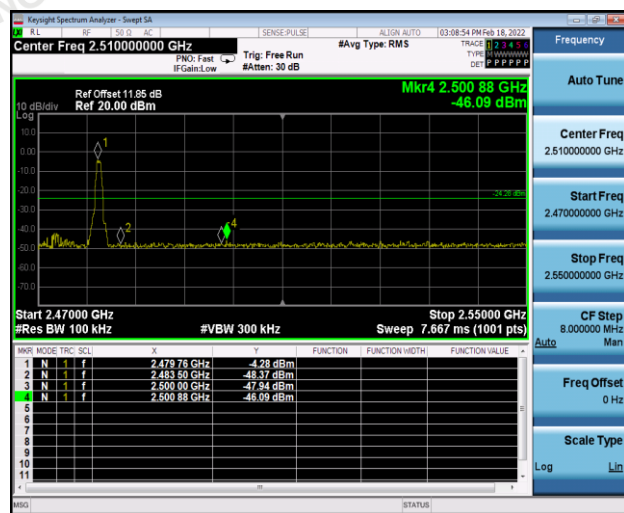 Keysight Spectrum Analyzer - Swept SA
RL RF 50 Ω AC SENSE:PULSE ALIGN AUTO 03:08:54 PM Feb 18, 2022
Center Freq 2.510000000 GHz #Avg Type: RMS TRACE 1 2 3 4 5 6
PNO: Fast Trig: Free Run TYPE M W W W W W
IFGain:Low #Atten: 30 dB DET P P P P P P
Mkr4 2.500 88 GHz
Ref Offset 11.85 dB
10 dB/div Ref 20.00 dBm -46.09 dBm
Log
10.0
0.00
-10.0
-20.0
-24.28 dBm
-30.0
-40.0
-50.0
-60.0
-70.0
1
2
4
Start 2.47000 GHz Stop 2.55000 GHz
#Res BW 100 kHz #VBW 300 kHz Sweep 7.667 ms (1001 pts)
MKR MODE TRC SCL X Y FUNCTION FUNCTION WIDTH FUNCTION VALUE
1 N 1 f 2.479 76 GHz -4.28 dBm
2 N 1 f 2.483 50 GHz -48.37 dBm
3 N 1 f 2.500 00 GHz -47.94 dBm
4 N 1 f 2.500 88 GHz -46.09 dBm
5
6
7
8
9
10
11
MSG STATUS
Frequency
Auto Tune
Center Freq
2.510000000 GHz
Start Freq
2.470000000 GHz
Stop Freq
2.550000000 GHz
CF Step
8.000000 MHz
Auto Man
Freq Offset
0 Hz
Scale Type
Log Lin